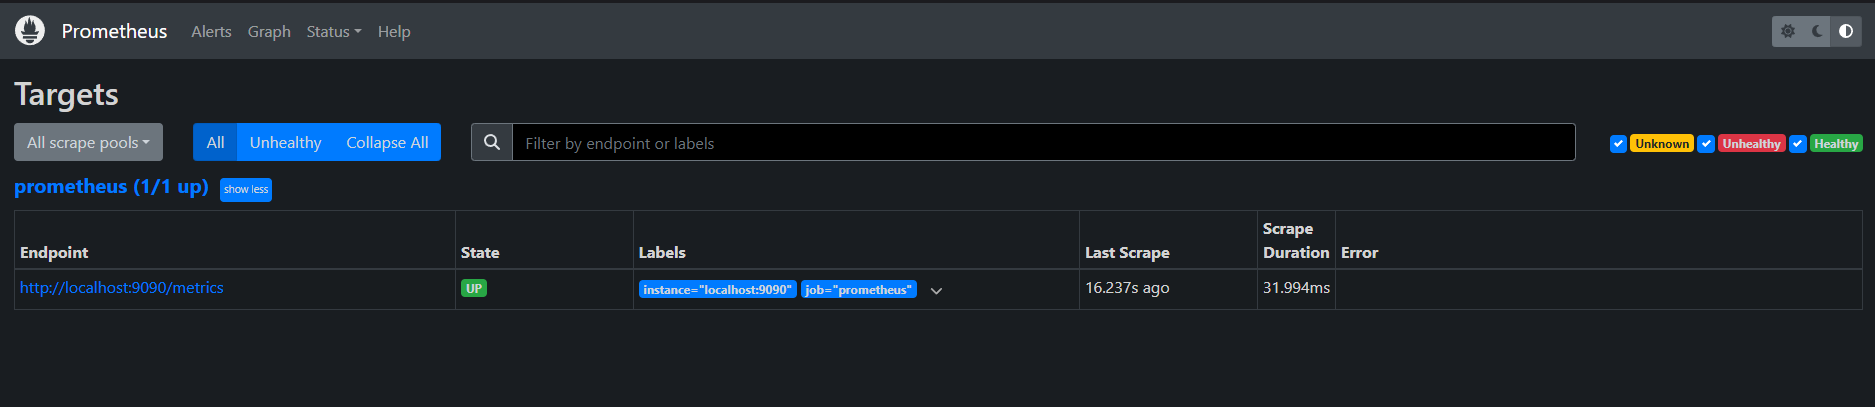 Prometheus Alerts Graph Status Help
Targets
All scrape pools All Unhealthy Collapse All Filter by endpoint or labels Unknown Unhealthy Healthy
prometheus (1/1 up) show less
Endpoint State Labels Last Scrape Scrape Duration Error
http://localhost:9090/metrics UP instance="localhost:9090" job="prometheus" 16.237s ago 31.994ms